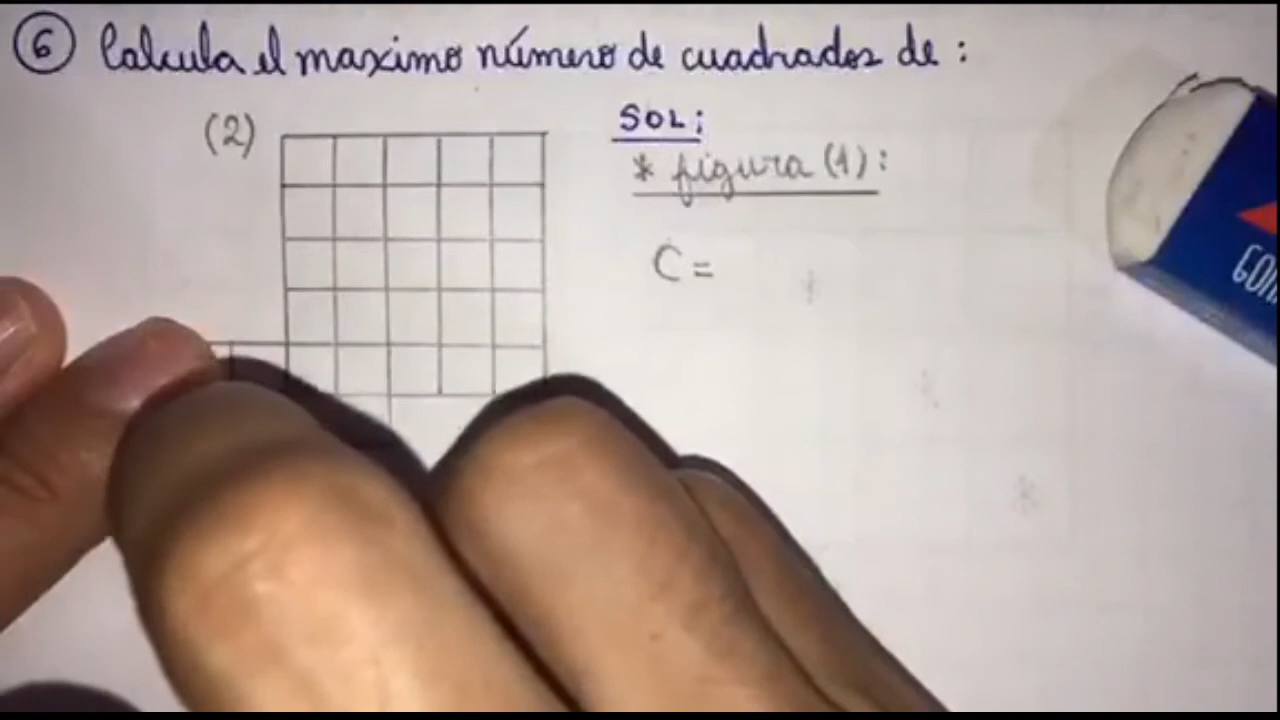 6 Calcula el maximo número de cuadrados de :
(2)
SOL:
* figura (1):
C =